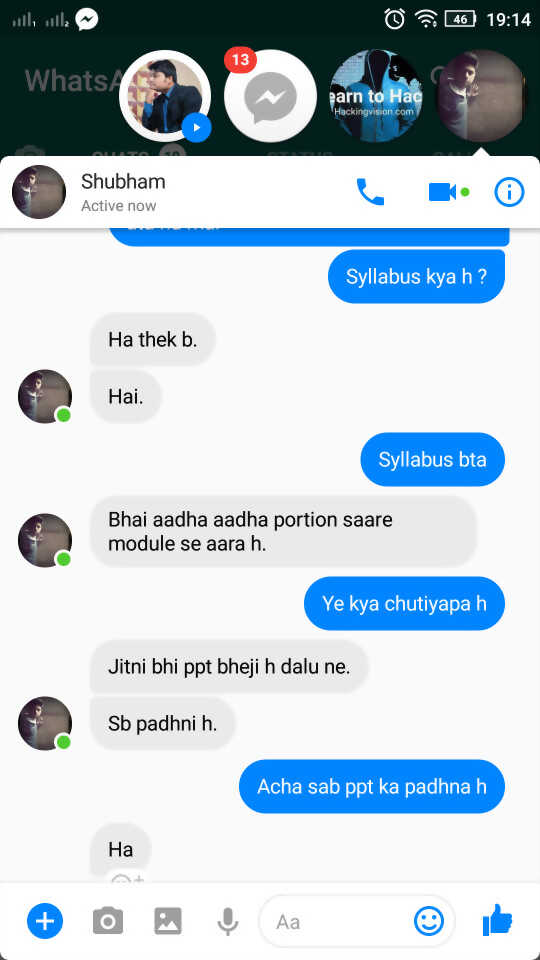 46 19:14
WhatsA
13
earn to Hac
Hackingvision.com
Shubham
Active now
Syllabus kya h ?
Ha thek b.
Hai.
Syllabus bta
Bhai aadha aadha portion saare
module se aara h.
Ye kya chutiyapa h
Jitni bhi ppt bheji h dalu ne.
Sb padhni h.
Acha sab ppt ka padhna h
Ha
Aa